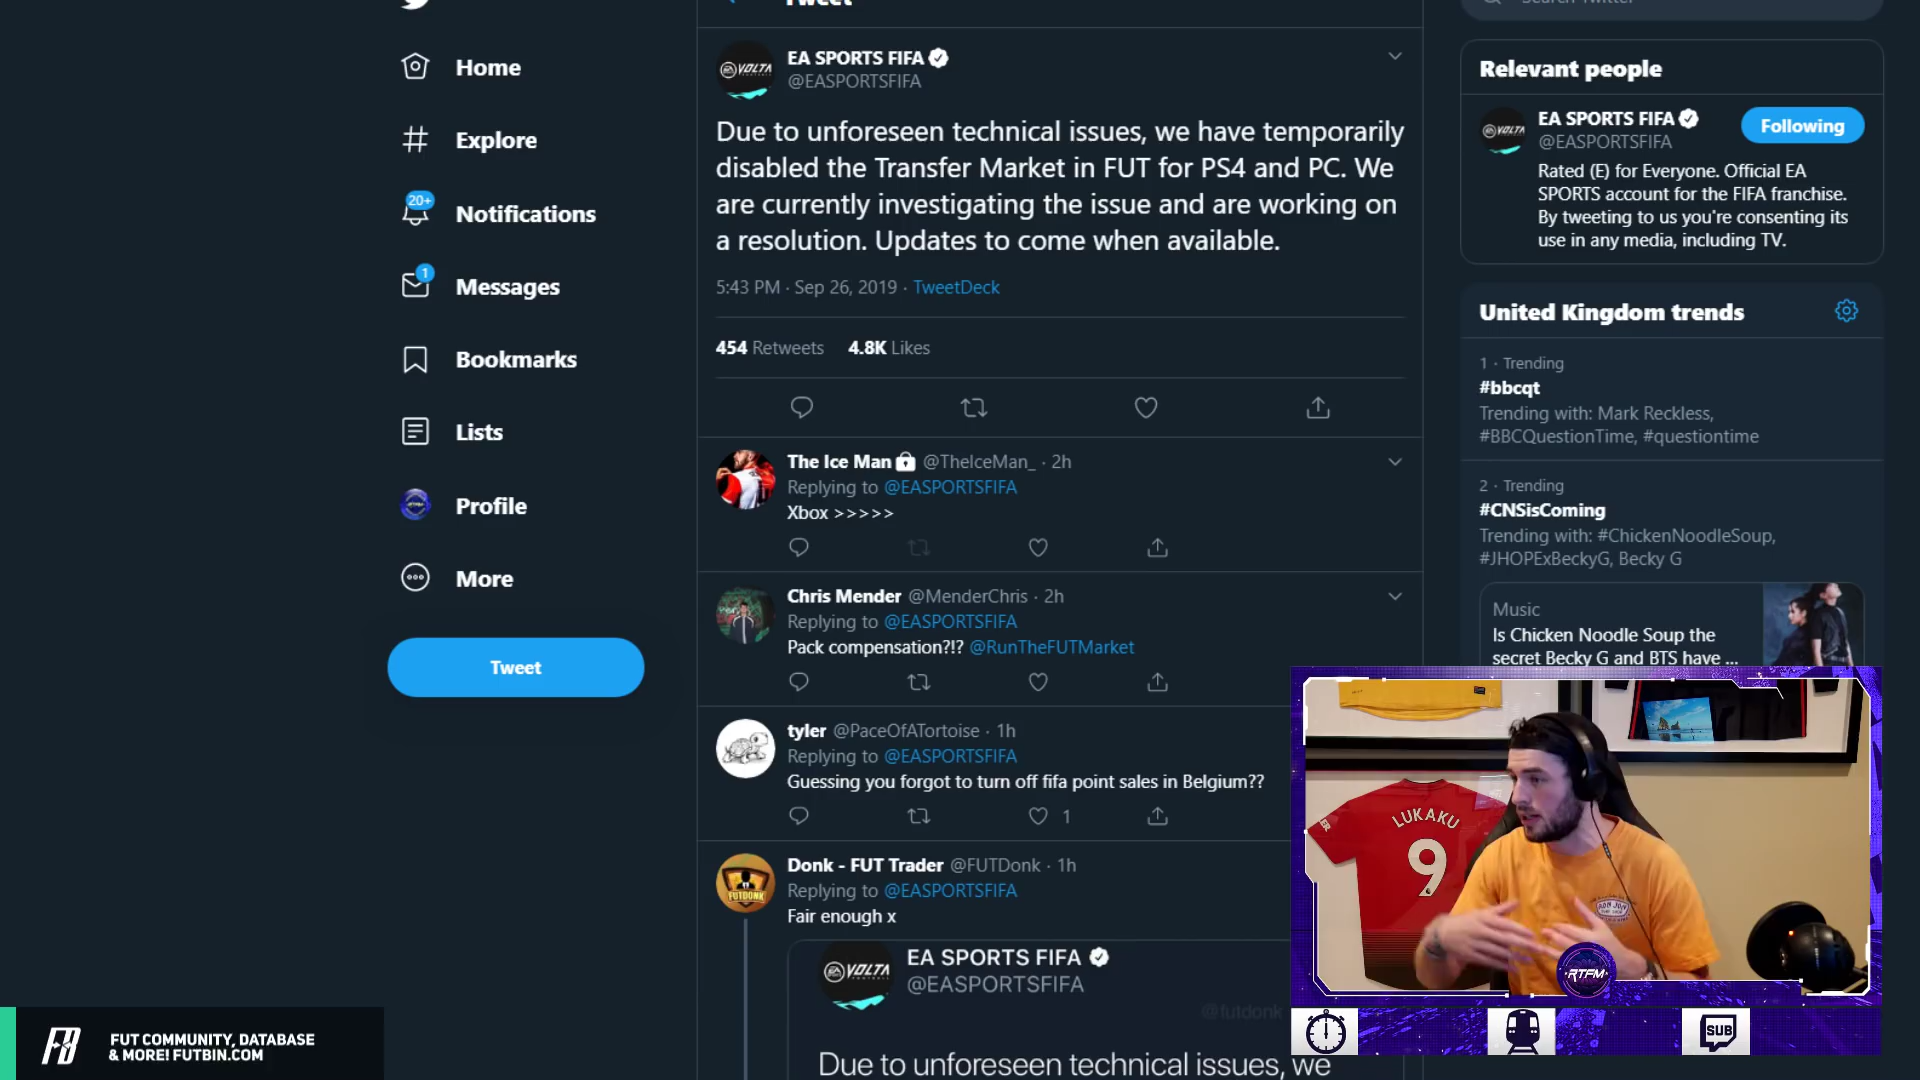 Tweet
Home
Explore
20+
Notifications
1
Messages
Bookmarks
Lists
Profile
More
Tweet
VOLTA
EA SPORTS FIFA
@EASPORTSFIFA
Due to unforeseen technical issues, we have temporarily
disabled the Transfer Market in FUT for PS4 and PC. We
are currently investigating the issue and are working on
a resolution. Updates to come when available.
5:43 PM · Sep 26, 2019 · TweetDeck
454 Retweets 4.8K Likes
The Ice Man @TheIceMan_ · 2h
Replying to @EASPORTSFIFA
Xbox >>>>>
Chris Mender @MenderChris · 2h
Replying to @EASPORTSFIFA
Pack compensation?!? @RunTheFUTMarket
tyler @PaceOfATortoise · 1h
Replying to @EASPORTSFIFA
Guessing you forgot to turn off fifa point sales in Belgium??
1
FUTDONK
Donk - FUT Trader @FUTDonk · 1h
Replying to @EASPORTSFIFA
Fair enough x
VOLTA
EA SPORTS FIFA
@EASPORTSFIFA
@futdonk
Due to unforeseen technical issues, we
Search Twitter
Relevant people
VOLTA
EA SPORTS FIFA
@EASPORTSFIFA
Following
Rated (E) for Everyone. Official EA
SPORTS account for the FIFA franchise.
By tweeting to us you're consenting its
use in any media, including TV.
United Kingdom trends
1 · Trending
#bbcqt
Trending with: Mark Reckless,
#BBCQuestionTime, #questiontime
2 · Trending
#CNSisComing
Trending with: #ChickenNoodleSoup,
#JHOPExBeckyG, Becky G
Music
Is Chicken Noodle Soup the
secret Becky G and BTS have ...
LUKAKU
9
RON JON
RTFM
SUB
FUT COMMUNITY, DATABASE
& MORE! FUTBIN.COM